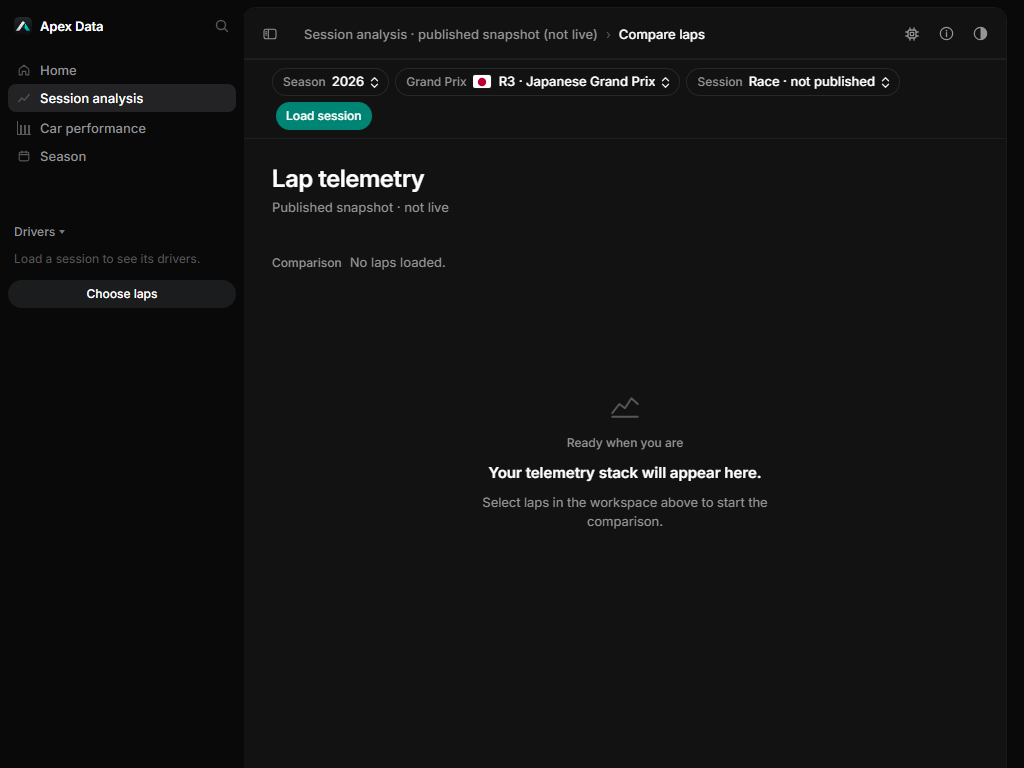 Apex Data
Home
Session analysis
Car performance
Season
Drivers
Load a session to see its drivers.
Choose laps
Session analysis · published snapshot (not live) › Compare laps
Season 2026
Grand Prix R3 · Japanese Grand Prix
Session Race · not published
Load session
Lap telemetry
Published snapshot · not live
Comparison No laps loaded.
Ready when you are
Your telemetry stack will appear here.
Select laps in the workspace above to start the
comparison.